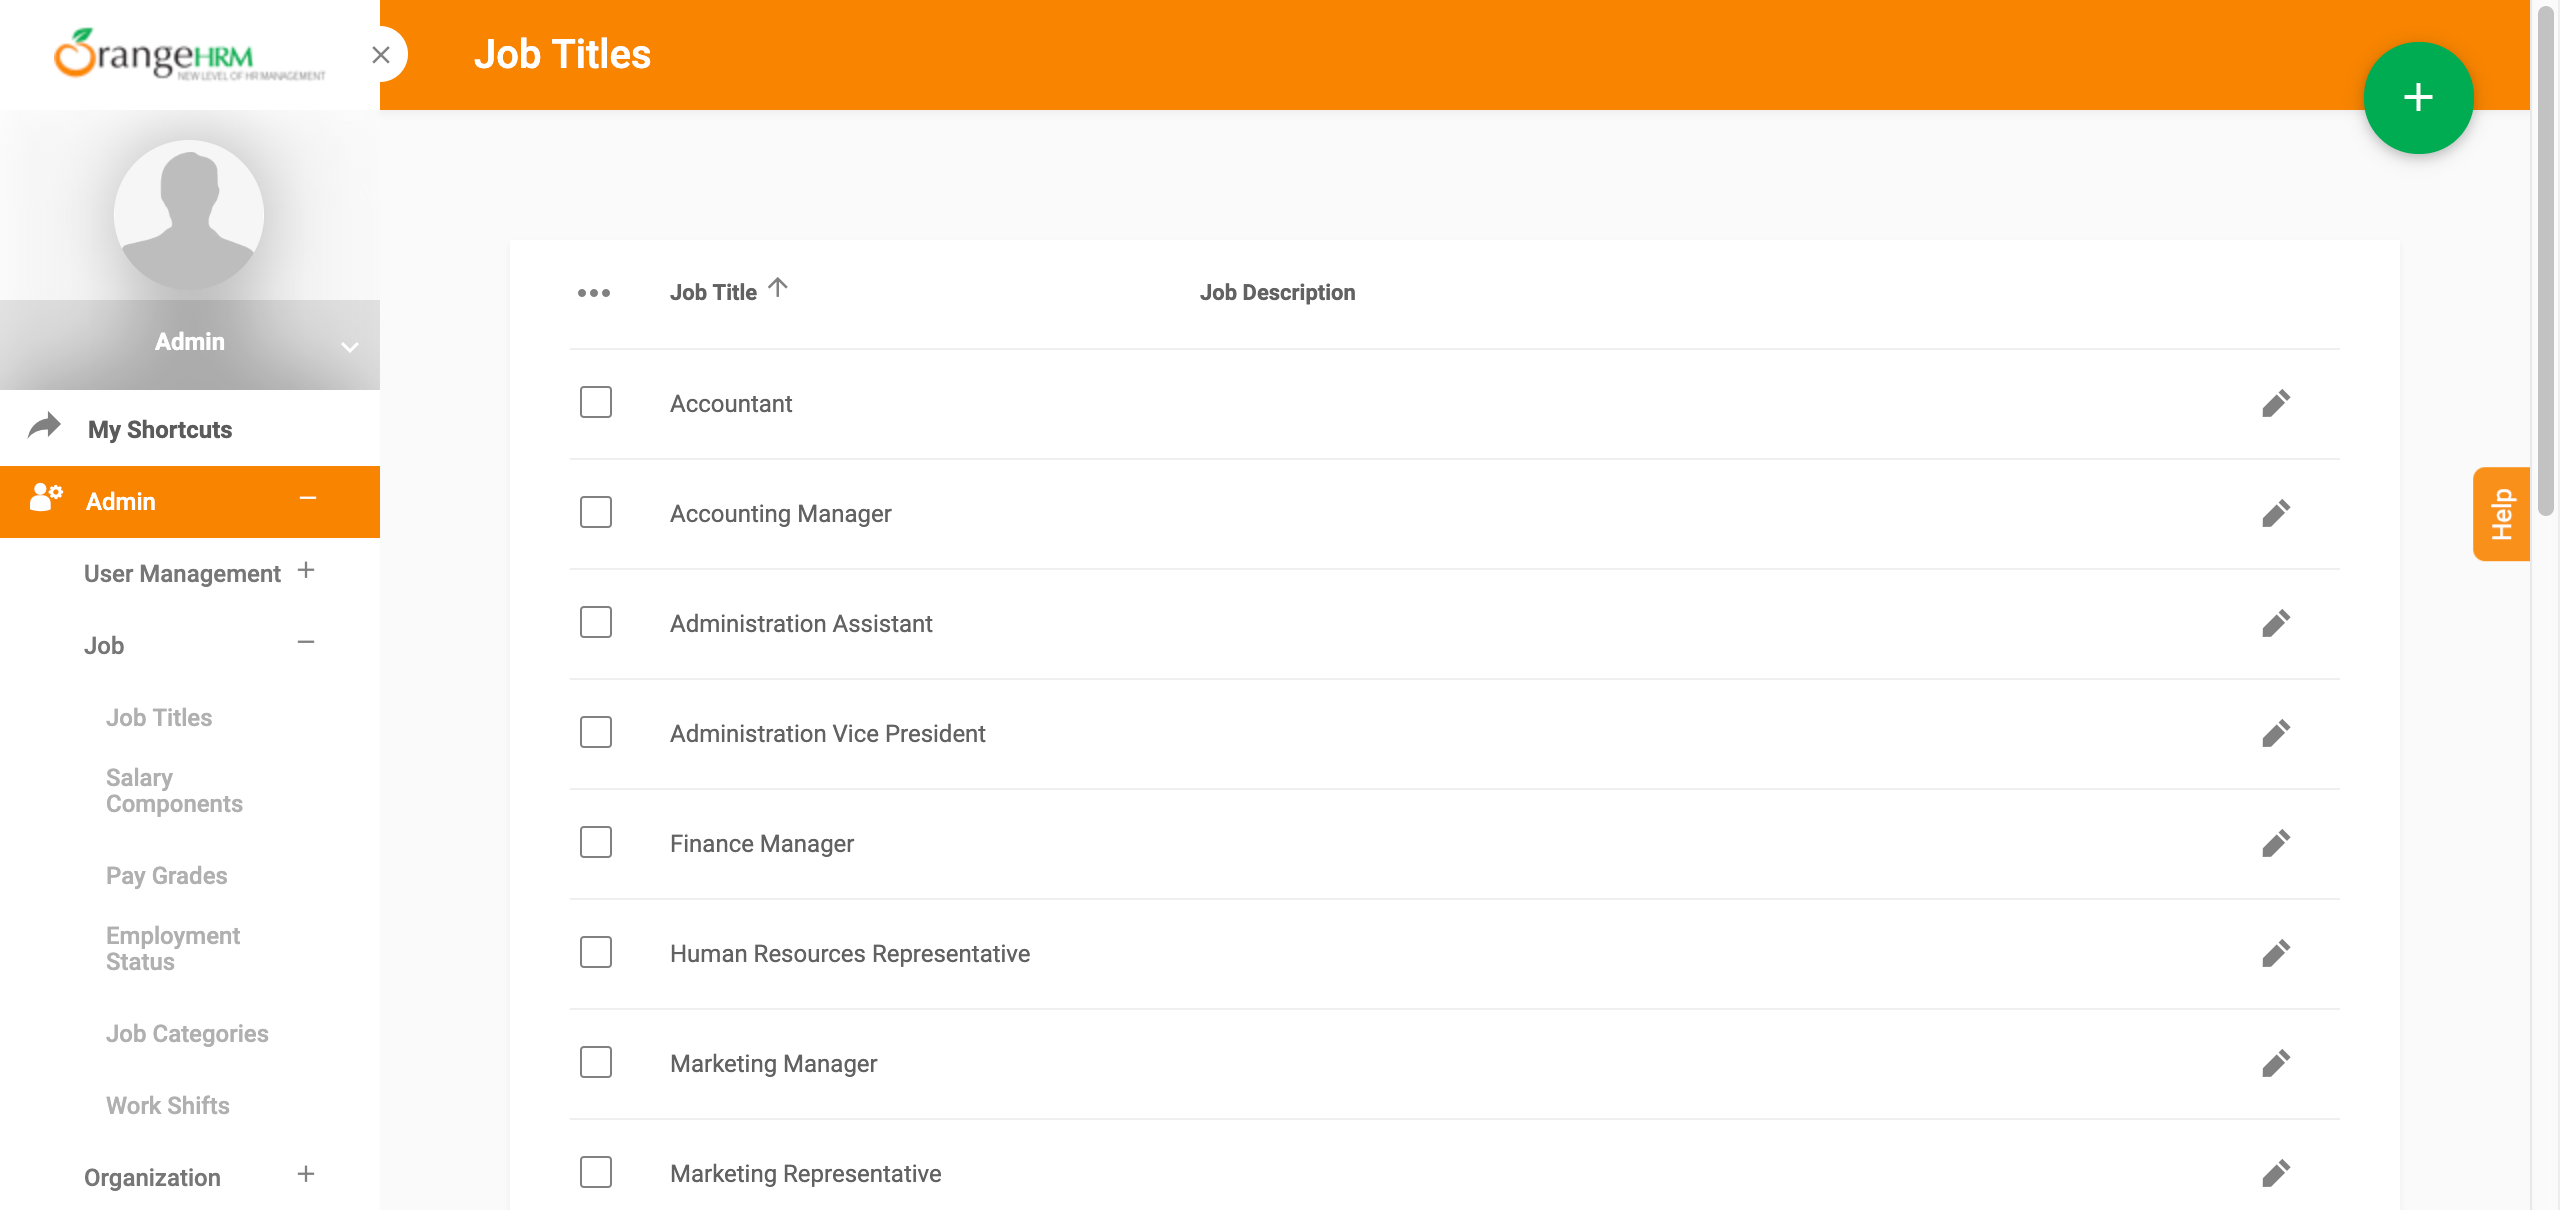 OrangeHRM
NEW LEVEL OF HR MANAGEMENT
Job Titles
Admin
My Shortcuts
Admin
User Management
Job
Job Titles
Salary
Components
Pay Grades
Employment
Status
Job Categories
Work Shifts
Organization
Job Title
Job Description
Accountant
Accounting Manager
Administration Assistant
Administration Vice President
Finance Manager
Human Resources Representative
Marketing Manager
Marketing Representative
Help